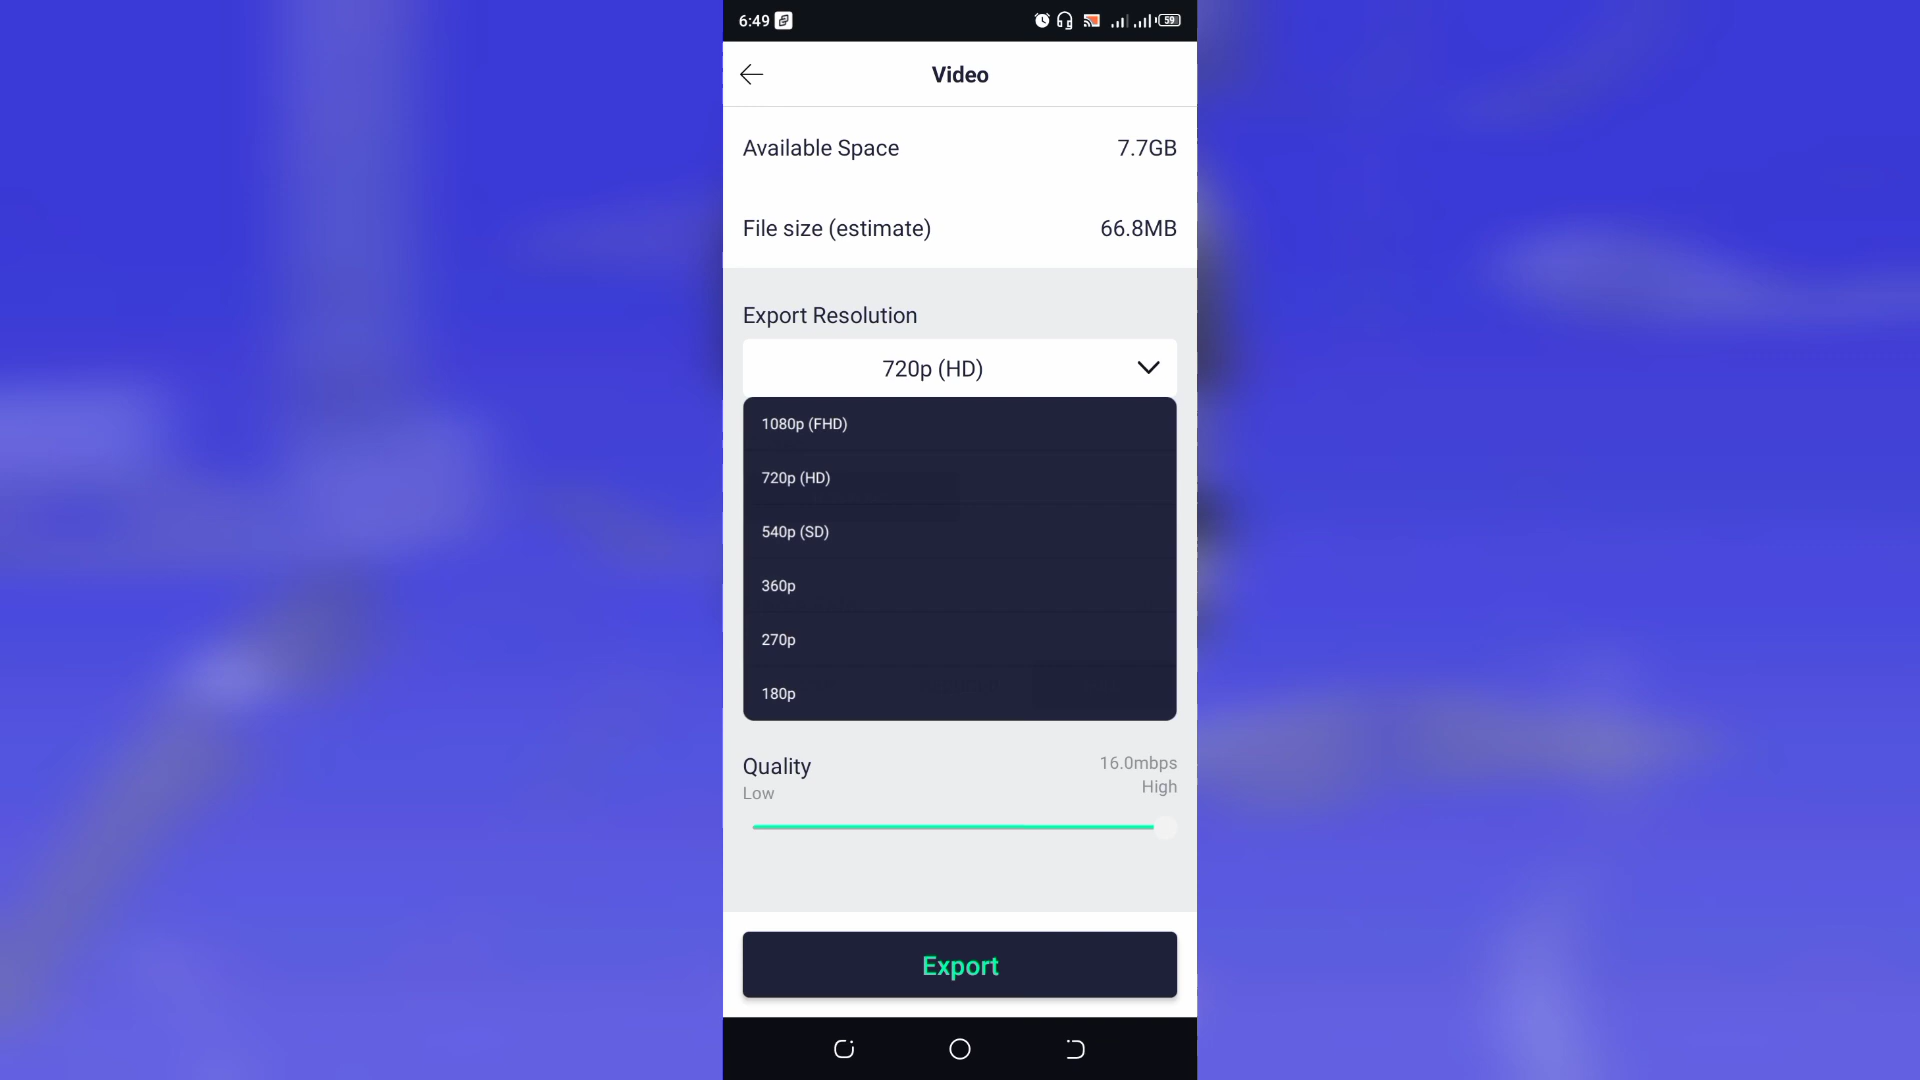 6:49
59
Video
Available Space 7.7GB
File size (estimate) 66.8MB
Export Resolution
720p (HD)
1080p (FHD)
720p (HD)
540p (SD)
360p
270p
180p
Quality 16.0mbps
Low High
Export